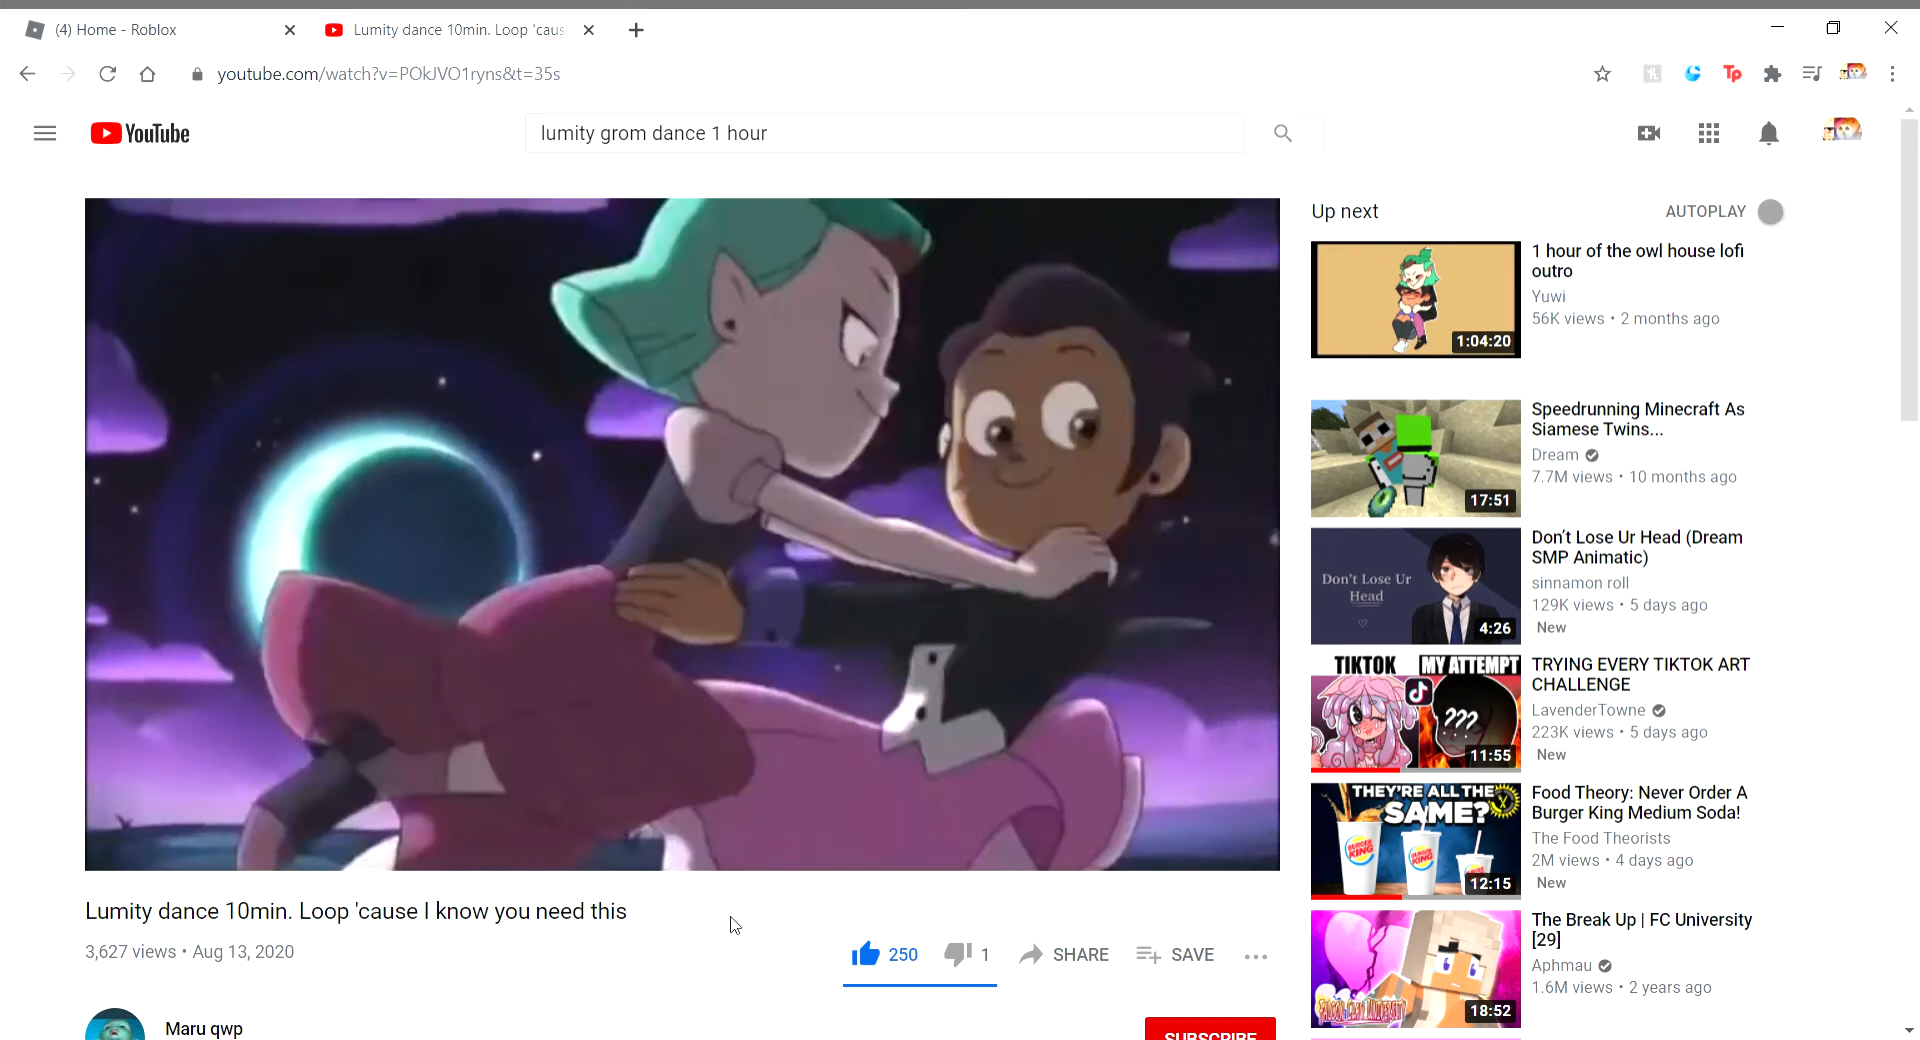 (4) Home - Roblox
Lumity dance 10min. Loop 'caus
youtube.com/watch?v=POkJVO1ryns&t=35s
Tp
YouTube
lumity grom dance 1 hour
Up next
AUTOPLAY
1 hour of the owl house lofi
outro
Yuwi
56K views • 2 months ago
1:04:20
Speedrunning Minecraft As
Siamese Twins...
Dream
7.7M views • 10 months ago
17:51
Don't Lose Ur
Head
4:26
Don't Lose Ur Head (Dream
SMP Animatic)
sinnamon roll
129K views • 5 days ago
New
TIKTOK MY ATTEMPT
???
11:55
TRYING EVERY TIKTOK ART
CHALLENGE
LavenderTowne
223K views • 5 days ago
New
THEY'RE ALL THE
SAME?
BURGER KING
BURGER KING
12:15
Food Theory: Never Order A
Burger King Medium Soda!
The Food Theorists
2M views • 4 days ago
New
18:52
The Break Up | FC University
[29]
Aphmau
1.6M views • 2 years ago
Lumity dance 10min. Loop 'cause I know you need this
3,627 views • Aug 13, 2020
250
1
SHARE
SAVE
Maru qwp
SUBSCRIBE